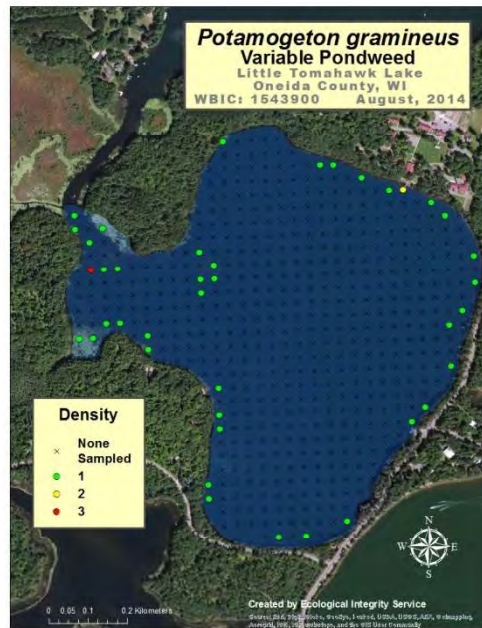 Potamogeton gramineus
Variable Pondweed
Little Tomahawk Lake
Oneida County, WI
WBIC: 1543900 August, 2014
Density
None
Sampled
1
2
3
N
W E
S
0 0.05 0.1 0.2 Kilometers
Created by Ecological Integrity Service